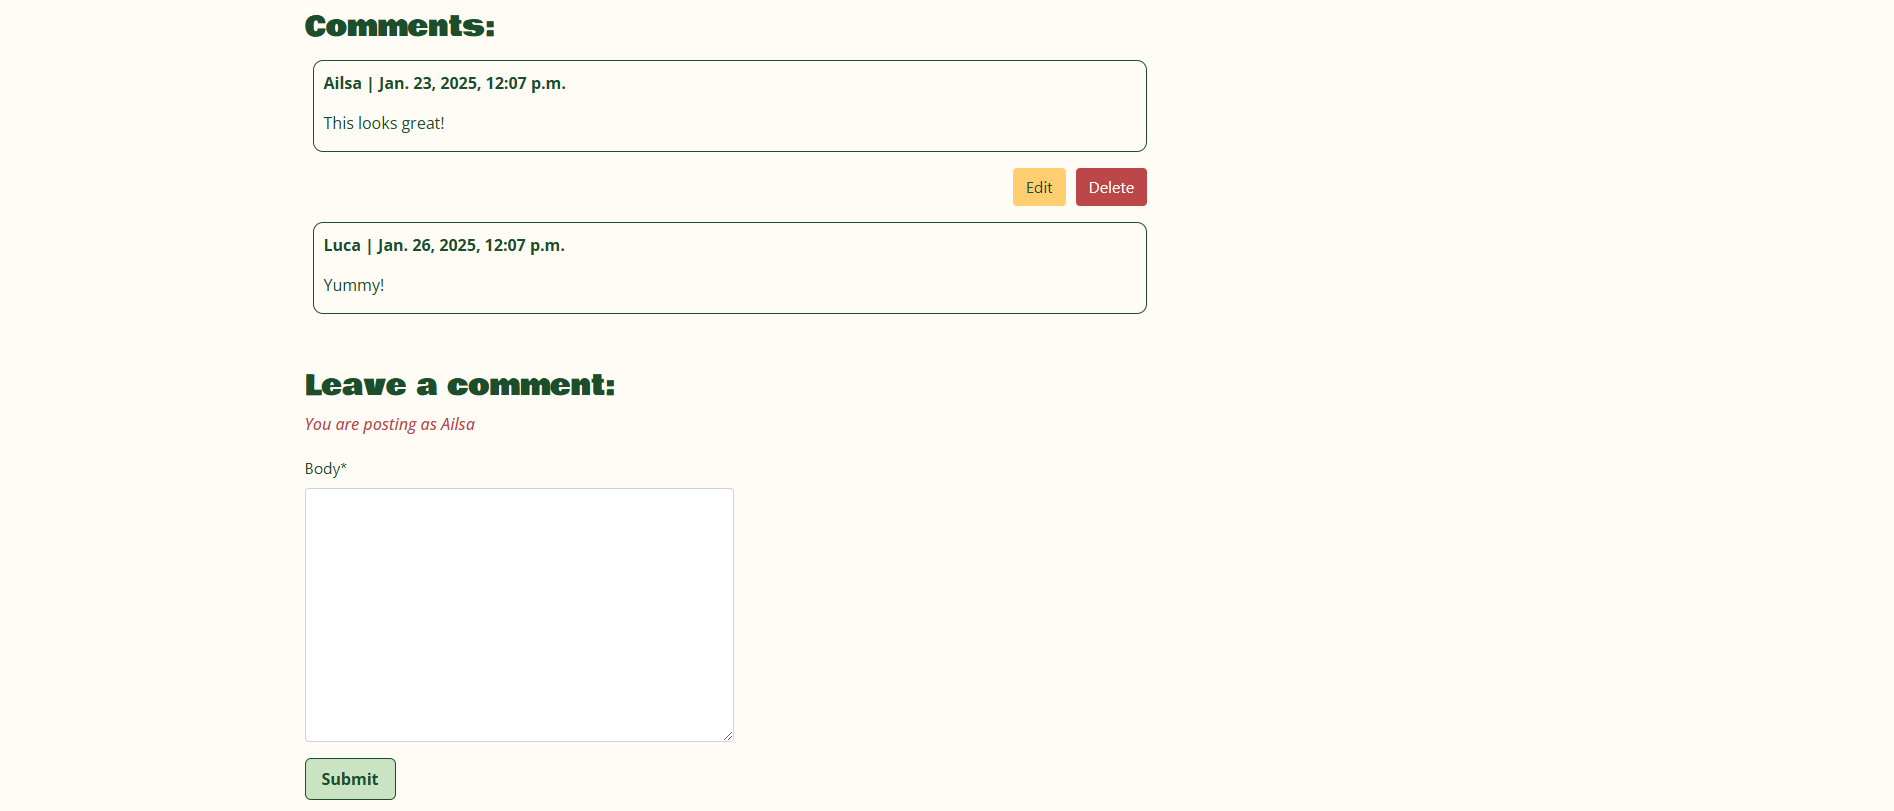 Comments:
Ailsa | Jan. 23, 2025, 12:07 p.m.
This looks great!
Edit Delete
Luca | Jan. 26, 2025, 12:07 p.m.
Yummy!
Leave a comment:
You are posting as Ailsa
Body*
Submit